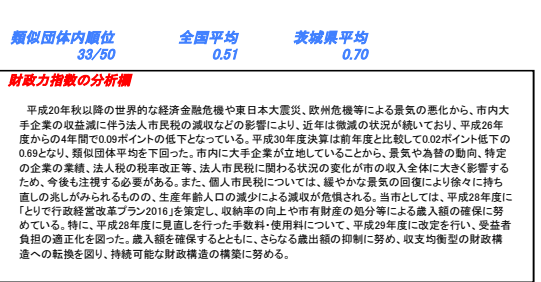 類似団体内順位 全国平均 茨城県平均
33/50 0.51 0.70
財政力指数の分析欄
平成20年秋以降の世界的な経済金融危機や東日本大震災、欧州危機等による景気の悪化から、市内大
手企業の収益減に伴う法人市民税の減収などの影響により、近年は微減の状況が続いており、平成26年
度からの4年間で0.09ポイントの低下となっている。平成30年度決算は前年度と比較して0.02ポイント低下の
0.69となり、類似団体平均を下回った。市内に大手企業が立地していることから、景気や為替の動向、特定
の企業の業績、法人税の税率改正等、法人市民税に関わる状況の変化が市の収入全体に大きく影響する
ため、今後も注視する必要がある。また、個人市民税については、緩やかな景気の回復により徐々に持ち
直しの兆しがみられるものの、生産年齢人口の減少による減収が危惧される。当市としては、平成28年度に
「とりで行政経営改革プラン2016」を策定し、収納率の向上や市有財産の処分等による歳入額の確保に努
めている。特に、平成28年度に見直しを行った手数料・使用料について、平成29年度に改定を行い、受益者
負担の適正化を図った。歳入額を確保するとともに、さらなる歳出額の抑制に努め、収支均衡型の財政構
造への転換を図り、持続可能な財政構造の構築に努める。